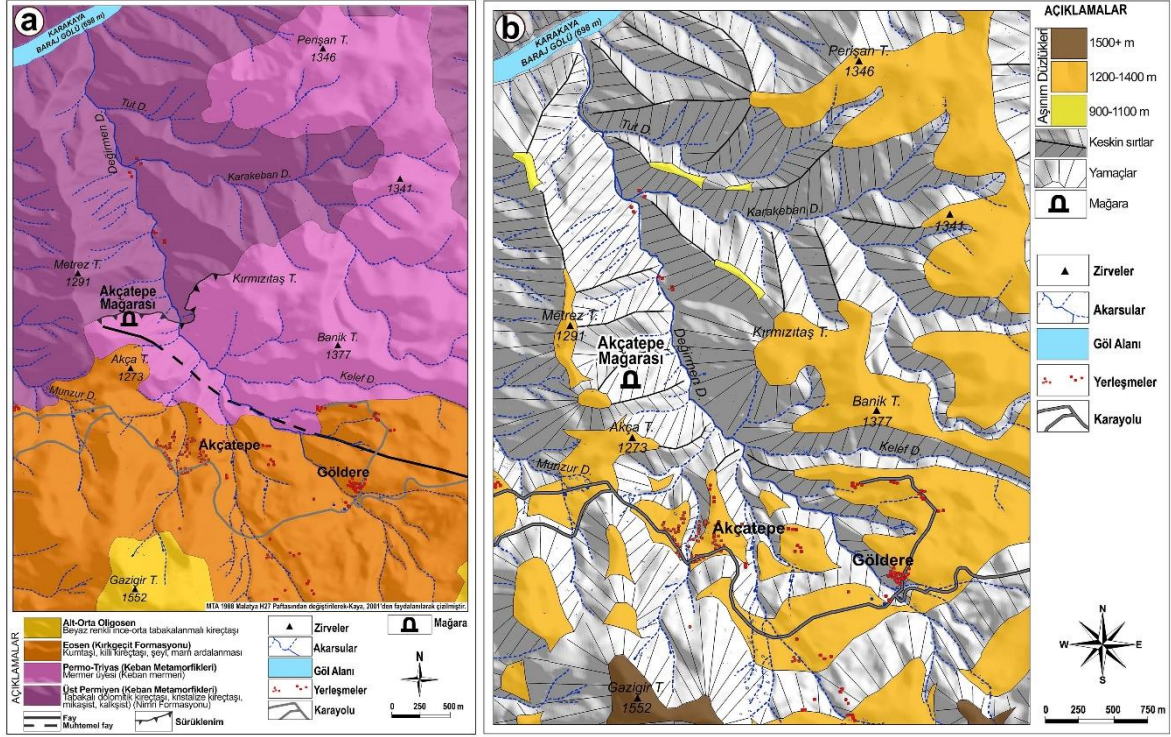 a
KARAKAYA
BARAJ GÖLÜ (698 m)
Perişan T.
1346
Tut D.
Değirmen D.
Karakeban D.
1341
Metrez T.
1291
Kırmızıtaş T.
Akçatepe
Mağarası
Banik T.
1377
Akça T.
1273
Kelef D.
Munzur D.
Akçatepe
Göldere
Gazigir T.
1552
MTA 1988 Malatya H27 Paftasından değiştirilerek-Kaya, 2001'den faydalanılarak çizilmiştir.
AÇIKLAMALAR
Alt-Orta Oligosen
Beyaz renkli ince-orta tabakalanmalı kireçtaşı
Eosen (Kırkgeçit Formasyonu)
Kumtaşı, killi kireçtaşı, şeyl, marn ardalanması
Permo-Triyas (Keban Metamorfikleri)
Mermer üyesi (Keban mermeri)
Üst Permiyen (Keban Metamorfikleri)
Tabakalı dolomitik kireçtaşı, kristalize kireçtaşı,
mikaşist, kalkşist) (Nimri Formasyonu)
Fay
Muhtemel fay
Sürüklenim
Zirveler
Akarsular
Göl Alanı
Yerleşmeler
Karayolu
Mağara
N
0
500 m
b
KARAKAYA
BARAJ GÖLÜ (698 m)
Perişan T.
1346
Tut D.
Karakeban D.
1341
Metrez T.
1291
Kırmızıtaş T.
Akçatepe
Mağarası
Değirmen D.
Banik T.
1377
Akça T.
1273
Kelef D.
Munzur D.
Akçatepe
Göldere
Gazigir T.
1552
AÇIKLAMALAR
Aşınım Düzlükleri
1500+ m
1200-1400 m
900-1100 m
Keskin sırtlar
Yamaçlar
Mağara
Zirveler
Akarsular
Göl Alanı
Yerleşmeler
Karayolu
N
W
E
S
0
250
500
750 m